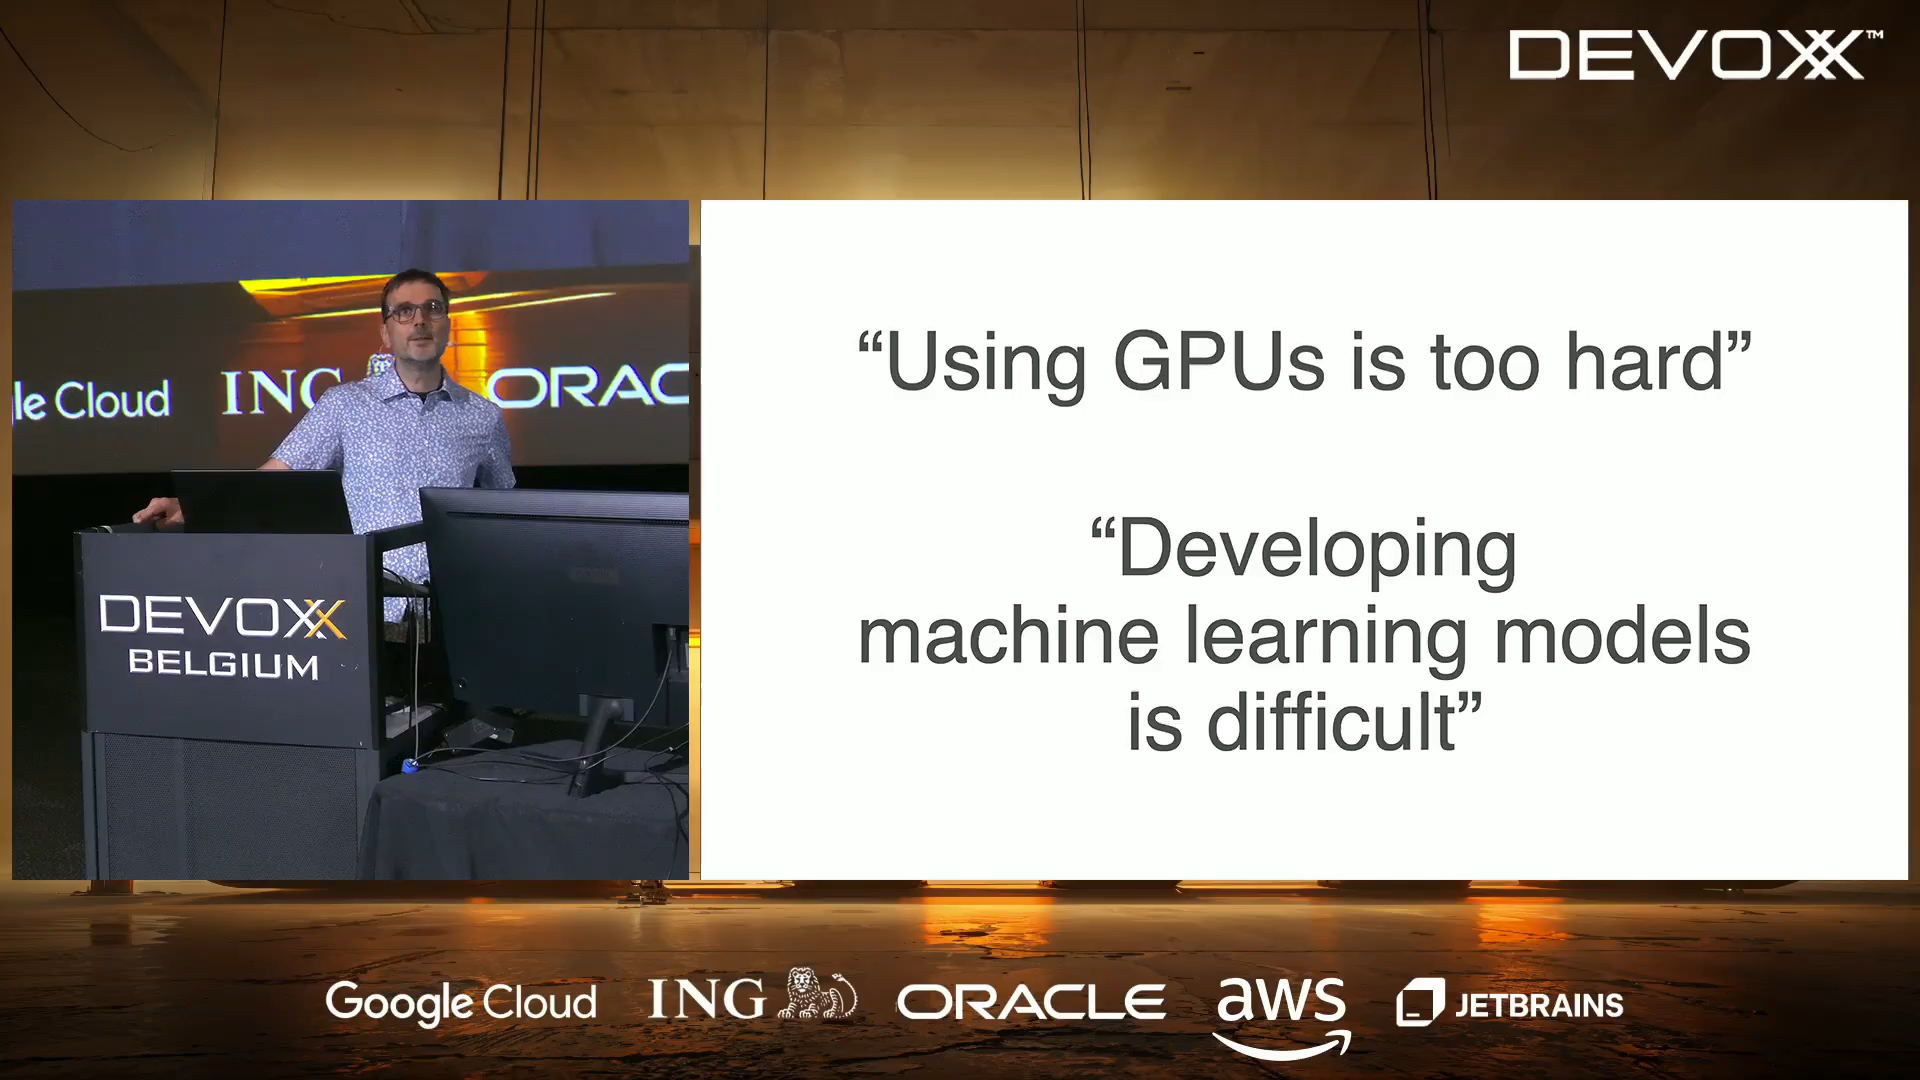 DEVOXX™
le Cloud
ING
ORAC
DEVOXX
BELGIUM
“Using GPUs is too hard”
“Developing
machine learning models
is difficult”
Google Cloud
ING
ORACLE
aws
JETBRAINS